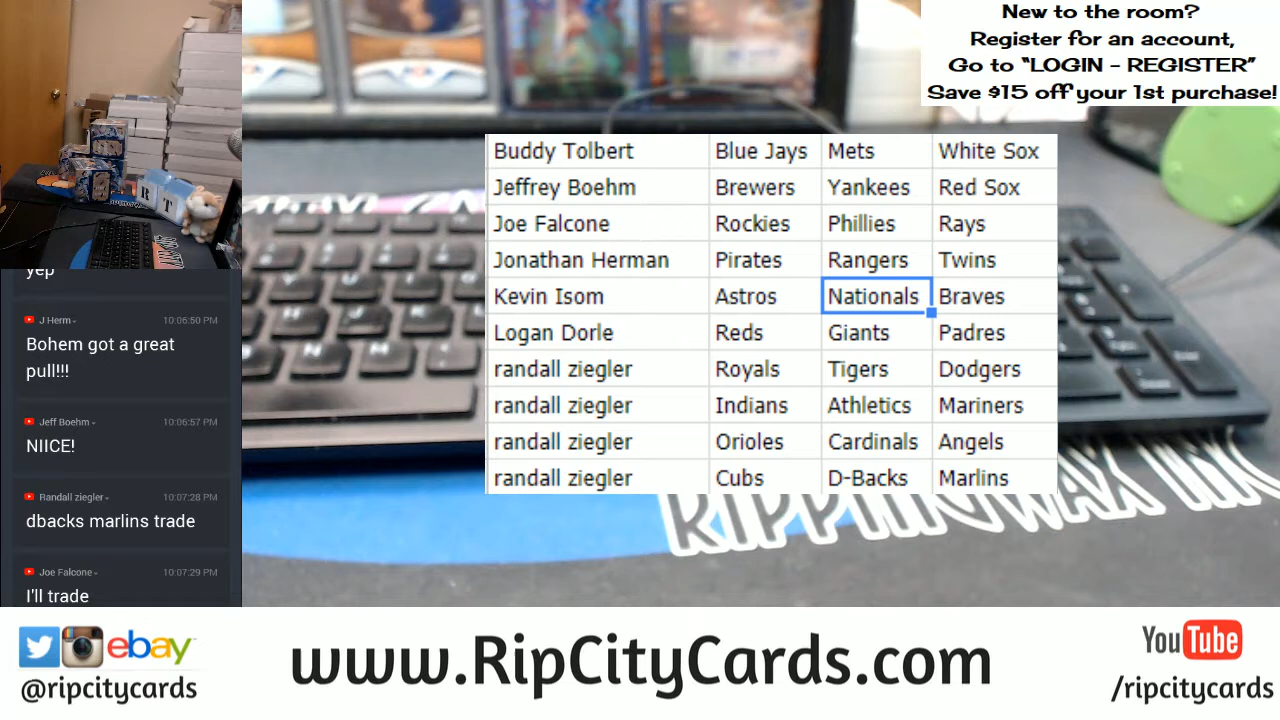 New to the room?
Register for an account,
Go to “LOGIN - REGISTER”
Save $15 off your 1st purchase!
Buddy Tolbert Blue Jays Mets White Sox
Jeffrey Boehm Brewers Yankees Red Sox
Joe Falcone Rockies Phillies Rays
Jonathan Herman Pirates Rangers Twins
Kevin Isom Astros Nationals Braves
Logan Dorle Reds Giants Padres
randall ziegler Royals Tigers Dodgers
randall ziegler Indians Athletics Mariners
randall ziegler Orioles Cardinals Angels
randall ziegler Cubs D-Backs Marlins
R T
yep
J Herm 10:06:50 PM
Bohem got a great
pull!!!
Jeff Boehm 10:06:57 PM
NIICE!
Randall ziegler 10:07:28 PM
dbacks marlins trade
Joe Falcone 10:07:29 PM
I'll trade
RIPPINGWAX
ebay
@ripcitycards
www.RipCityCards.com
YouTube
/ripcitycards